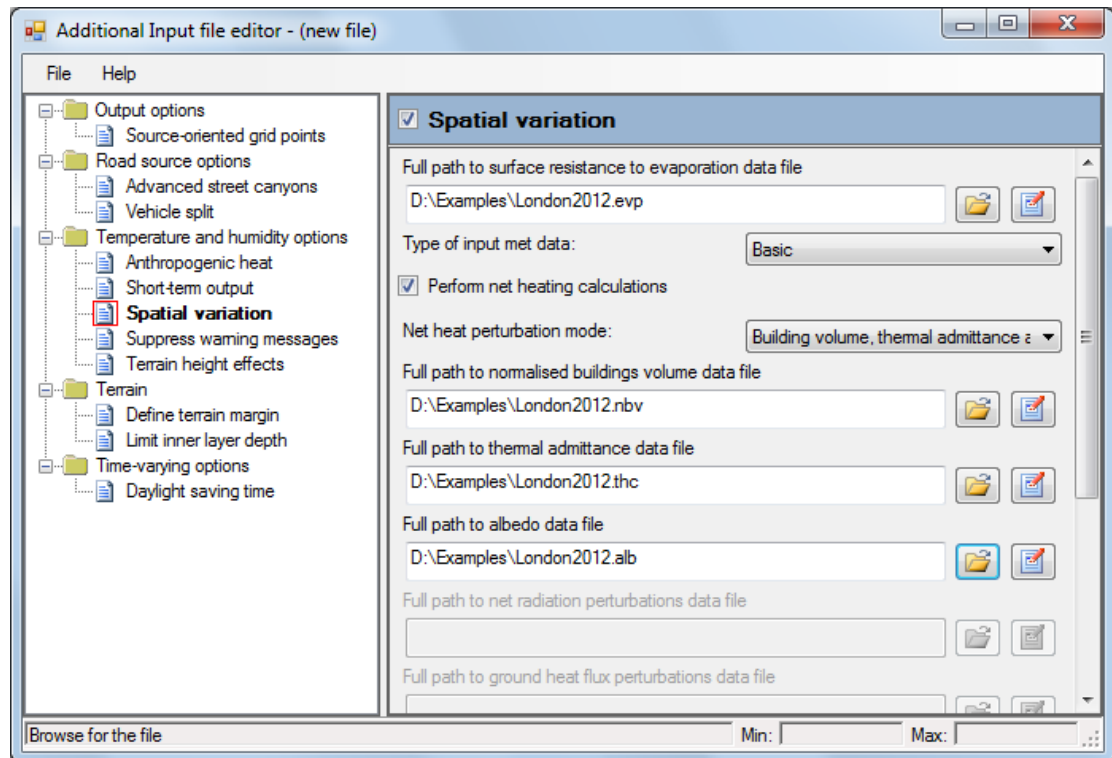 Additional Input file editor - (new file)
File Help
Output options
Source-oriented grid points
Road source options
Advanced street canyons
Vehicle split
Temperature and humidity options
Anthropogenic heat
Short-term output
Spatial variation
Suppress warning messages
Terrain height effects
Terrain
Define terrain margin
Limit inner layer depth
Time-varying options
Daylight saving time
Spatial variation
Full path to surface resistance to evaporation data file
D:\Examples\London2012.evp
Type of input met data: Basic
Perform net heating calculations
Net heat perturbation mode: Building volume, thermal admittance
Full path to normalised buildings volume data file
D:\Examples\London2012.nbv
Full path to thermal admittance data file
D:\Examples\London2012.thc
Full path to albedo data file
D:\Examples\London2012.alb
Full path to net radiation perturbations data file
Full path to ground heat flux perturbations data file
Browse for the file Min: Max: